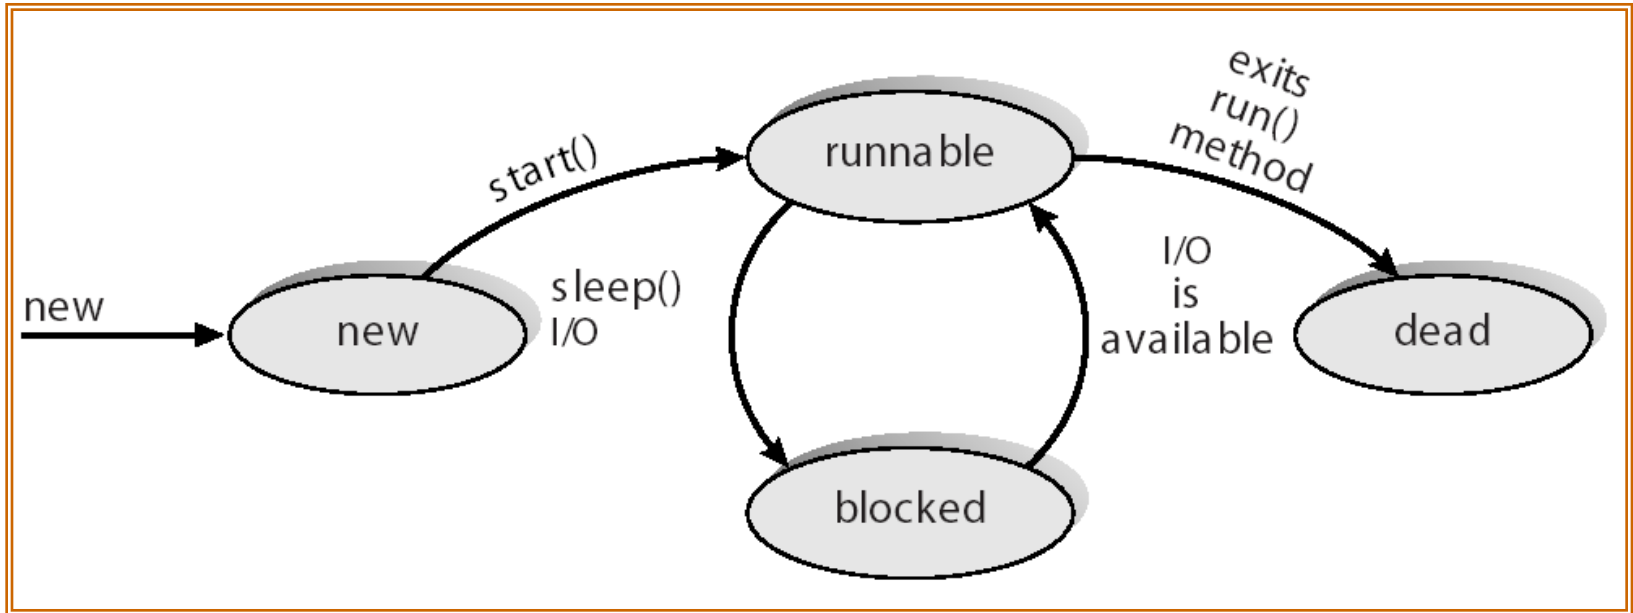 new
new
start()
sleep()
I/O
runnable
blocked
I/O
is
available
exits
run()
method
dead